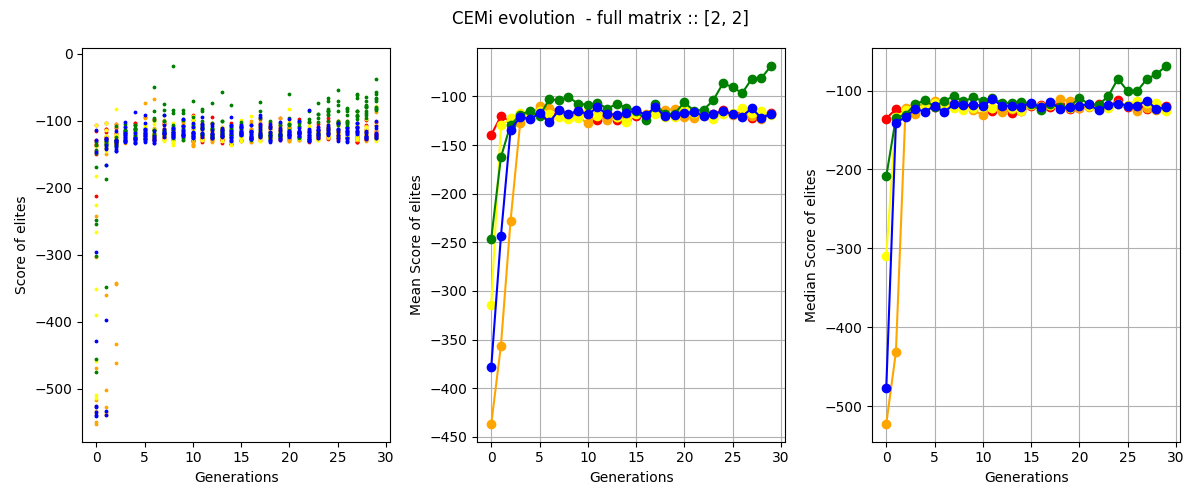 CEMi evolution  - full matrix :: [2, 2]
Score of elites
0
−100
−200
−300
−400
−500
0 5 10 15 20 25 30
Generations
Mean Score of elites
−100
−150
−200
−250
−300
−350
−400
−450
0 5 10 15 20 25 30
Generations
Median Score of elites
−100
−200
−300
−400
−500
0 5 10 15 20 25 30
Generations